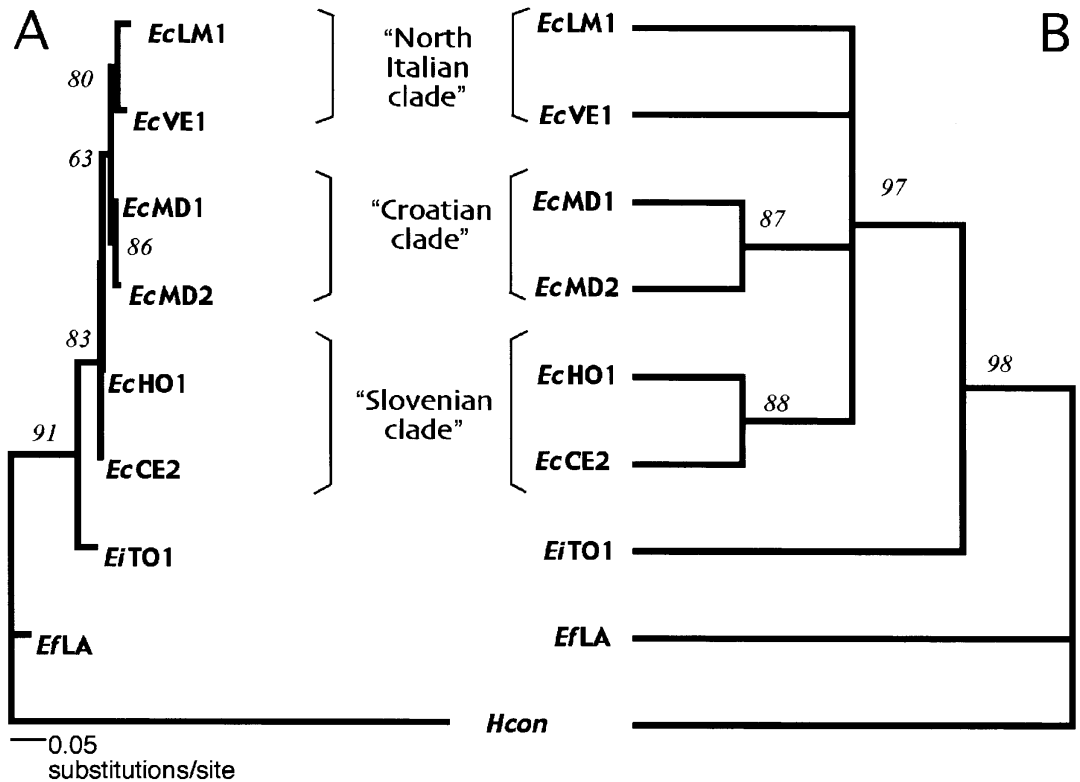 A
B
EcLM1
EcVE1
EcMD1
EcMD2
EcHO1
EcCE2
EiTO1
EfLA
80
63
86
83
91
“North
Italian
clade”
“Croatian
clade”
“Slovenian
clade”
EcLM1
EcVE1
EcMD1
EcMD2
EcHO1
EcCE2
EiTO1
EfLA
Hcon
97
87
88
98
0.05
substitutions/site